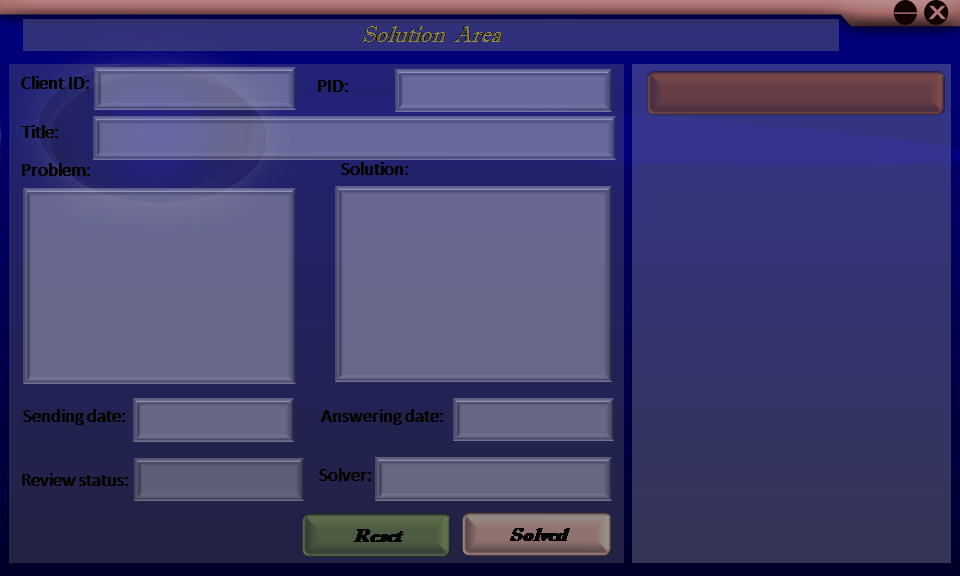 Solution Area
Client ID:
PID:
Title:
Problem:
Solution:
Sending date:
Answering date:
Review status:
Solver:
Reset
Solved